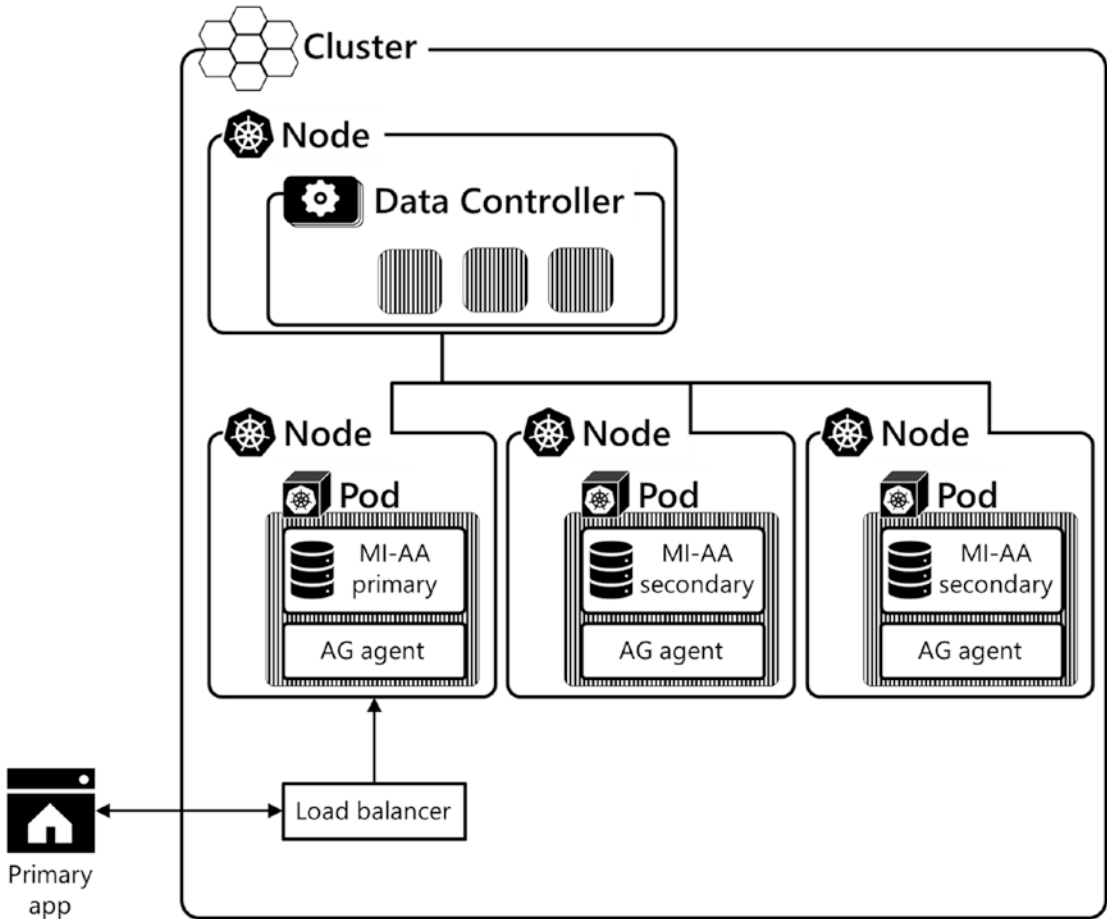 Cluster
Node
Data Controller
Node
Node
Node
Pod
Pod
Pod
MI-AA
primary
MI-AA
secondary
MI-AA
secondary
AG agent
AG agent
AG agent
Load balancer
Primary
app